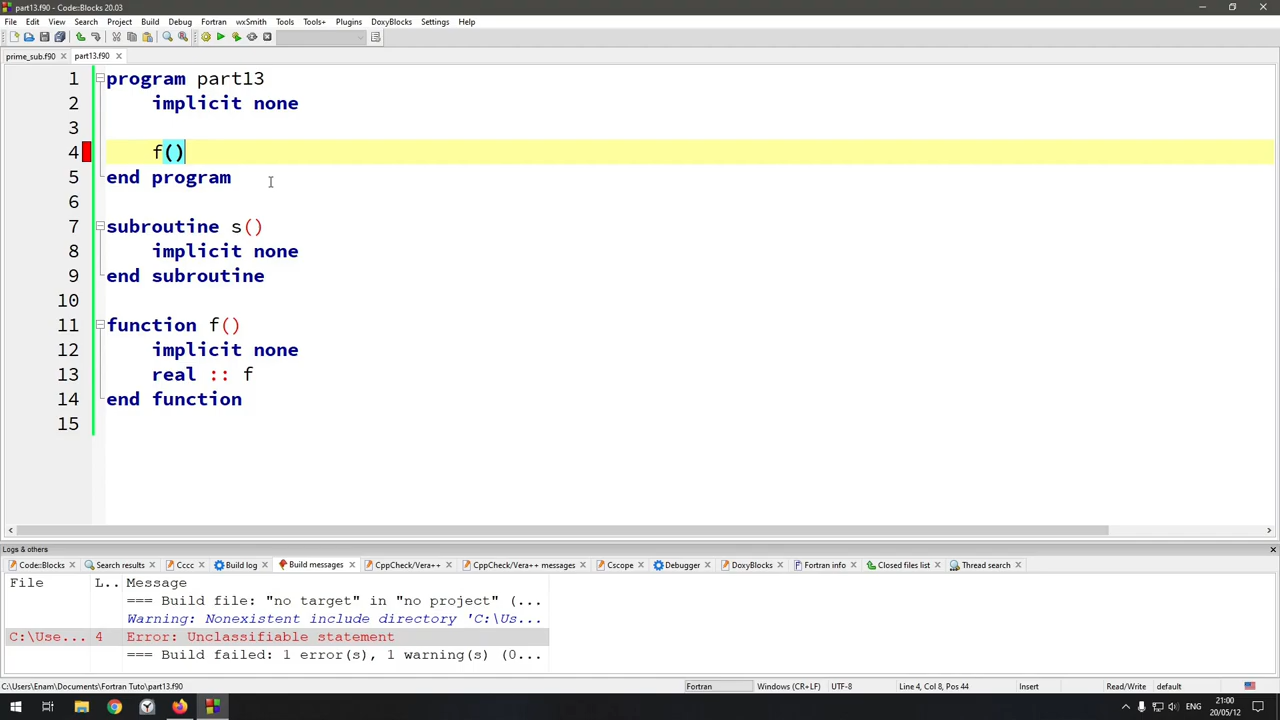 part13.f90 - Code::Blocks 20.03
File Edit View Search Project Build Debug Fortran wxSmith Tools Tools+ Plugins DoxyBlocks Settings Help
prime_sub.f90 part13.f90
1 program part13
2 implicit none
3
4 f()
5 end program
6
7 subroutine s()
8 implicit none
9 end subroutine
10
11 function f()
12 implicit none
13 real :: f
14 end function
15
Logs & others
Code::Blocks Search results Cccc Build log Build messages CppCheck/Vera++ CppCheck/Vera++ messages Cscope Debugger DoxyBlocks Fortran info Closed files list Thread search
File L.. Message
=== Build file: "no target" in "no project" (...
Warning: Nonexistent include directory 'C:\Us...
C:\Use... 4 Error: Unclassifiable statement
=== Build failed: 1 error(s), 1 warning(s) (0...
C:\Users\Enam\Documents\Fortran Tuto\part13.f90 Fortran Windows (CR+LF) UTF-8 Line 4, Col 8, Pos 44 Insert Read/Write default
ENG 21:00
20/05/12